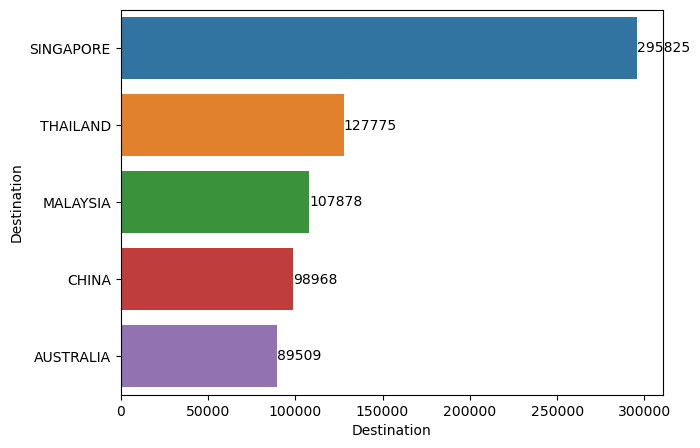 SINGAPORE
295825
THAILAND
127775
MALAYSIA
107878
CHINA
98968
AUSTRALIA
89509
Destination
0 50000 100000 150000 200000 250000 300000
Destination